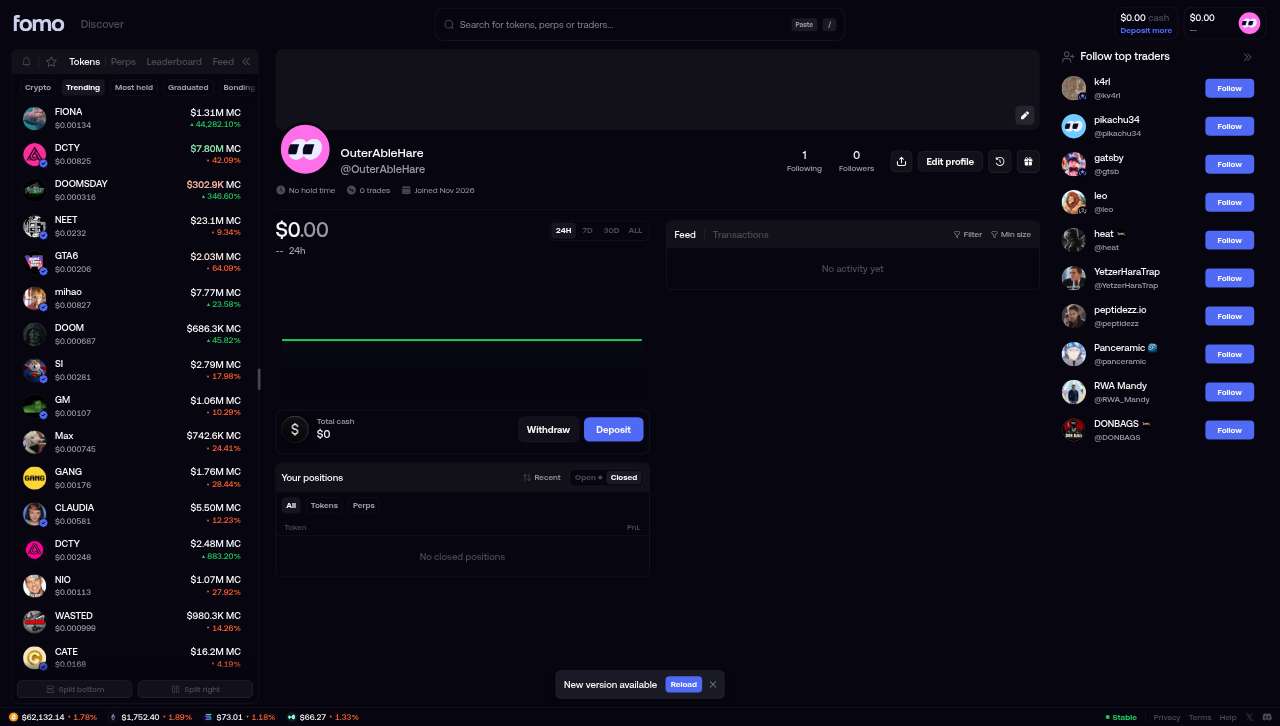 fomo Discover
Search for tokens, perps or traders... Paste /
$0.00 cash
Deposit more
$0.00
—
Tokens Perps Leaderboard Feed
Crypto Trending Most held Graduated Bonding
FIONA $1.31M MC
$0.00134 44,282.10%
DCTY $7.80M MC
$0.00825 42.09%
DOOMSDAY $302.9K MC
$0.000316 346.60%
NEET $23.1M MC
$0.0232 9.34%
GTA6 $2.03M MC
$0.00206 64.09%
mihao $7.77M MC
$0.00827 23.58%
DOOM $686.3K MC
$0.000687 45.82%
SI $2.79M MC
$0.00281 17.98%
GM $1.06M MC
$0.00107 10.29%
Max $742.6K MC
$0.000745 24.41%
GANG $1.76M MC
$0.00176 28.44%
CLAUDIA $5.50M MC
$0.00581 12.23%
DCTY $2.48M MC
$0.00248 883.20%
NIO $1.07M MC
$0.00113 27.92%
WASTED $980.3K MC
$0.000999 14.26%
CATE $16.2M MC
$0.0168 4.19%
Split bottom Split right
OuterAbleHare
@OuterAbleHare
1 Following
0 Followers
Edit profile
No hold time 0 trades Joined Nov 2026
$0.00
-- 24h
24H 7D 30D ALL
Total cash
$0
Withdraw Deposit
Your positions Recent Open Closed
All Tokens Perps
Token PnL
No closed positions
Feed Transactions Filter Min size
No activity yet
Follow top traders
k4rl
@kv4rl
Follow
pikachu34
@pikachu34
Follow
gatsby
@gtsb
Follow
leo
@leo
Follow
heat
@heat
Follow
YetzerHaraTrap
@YetzerHaraTrap
Follow
peptidezz.io
@peptidezz
Follow
Panceramic
@panceramic
Follow
RWA Mandy
@RWA_Mandy
Follow
DONBAGS
@DONBAGS
Follow
New version available Reload
$62,132.14 1.78% $1,752.40 1.89% $73.01 1.18% $66.27 1.33%
Stable Privacy Terms Help